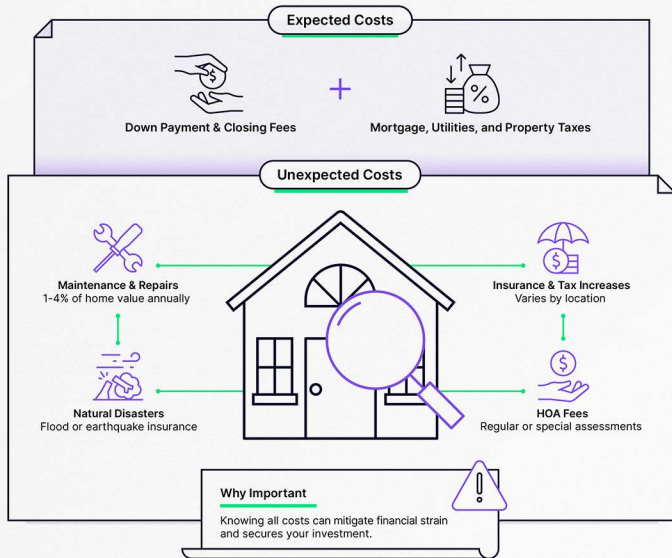 Expected Costs
$
%
Down Payment & Closing Fees
Mortgage, Utilities, and Property Taxes
Unexpected Costs
$
Maintenance & Repairs
1-4% of home value annually
Insurance & Tax Increases
Varies by location
$
Natural Disasters
Flood or earthquake insurance
HOA Fees
Regular or special assessments
Why Important
!
Knowing all costs can mitigate financial strain
and secures your investment.